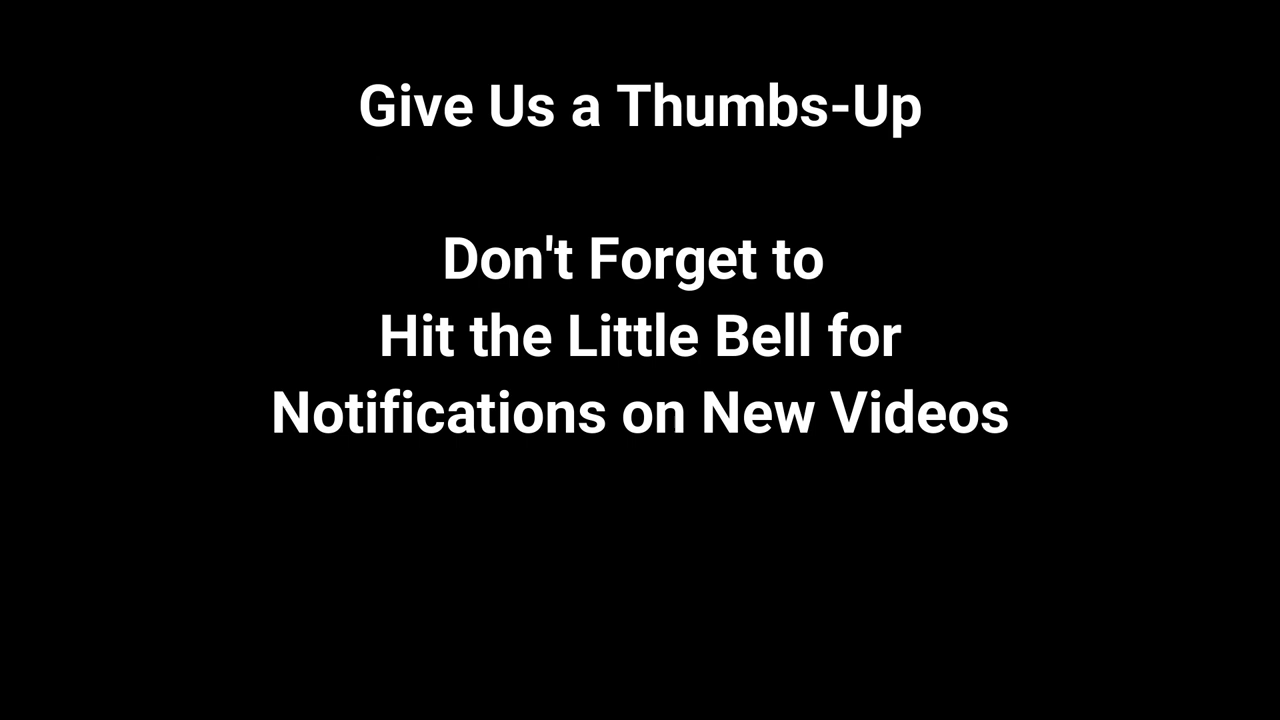 Give Us a Thumbs-Up
Don't Forget to
Hit the Little Bell for
Notifications on New Videos